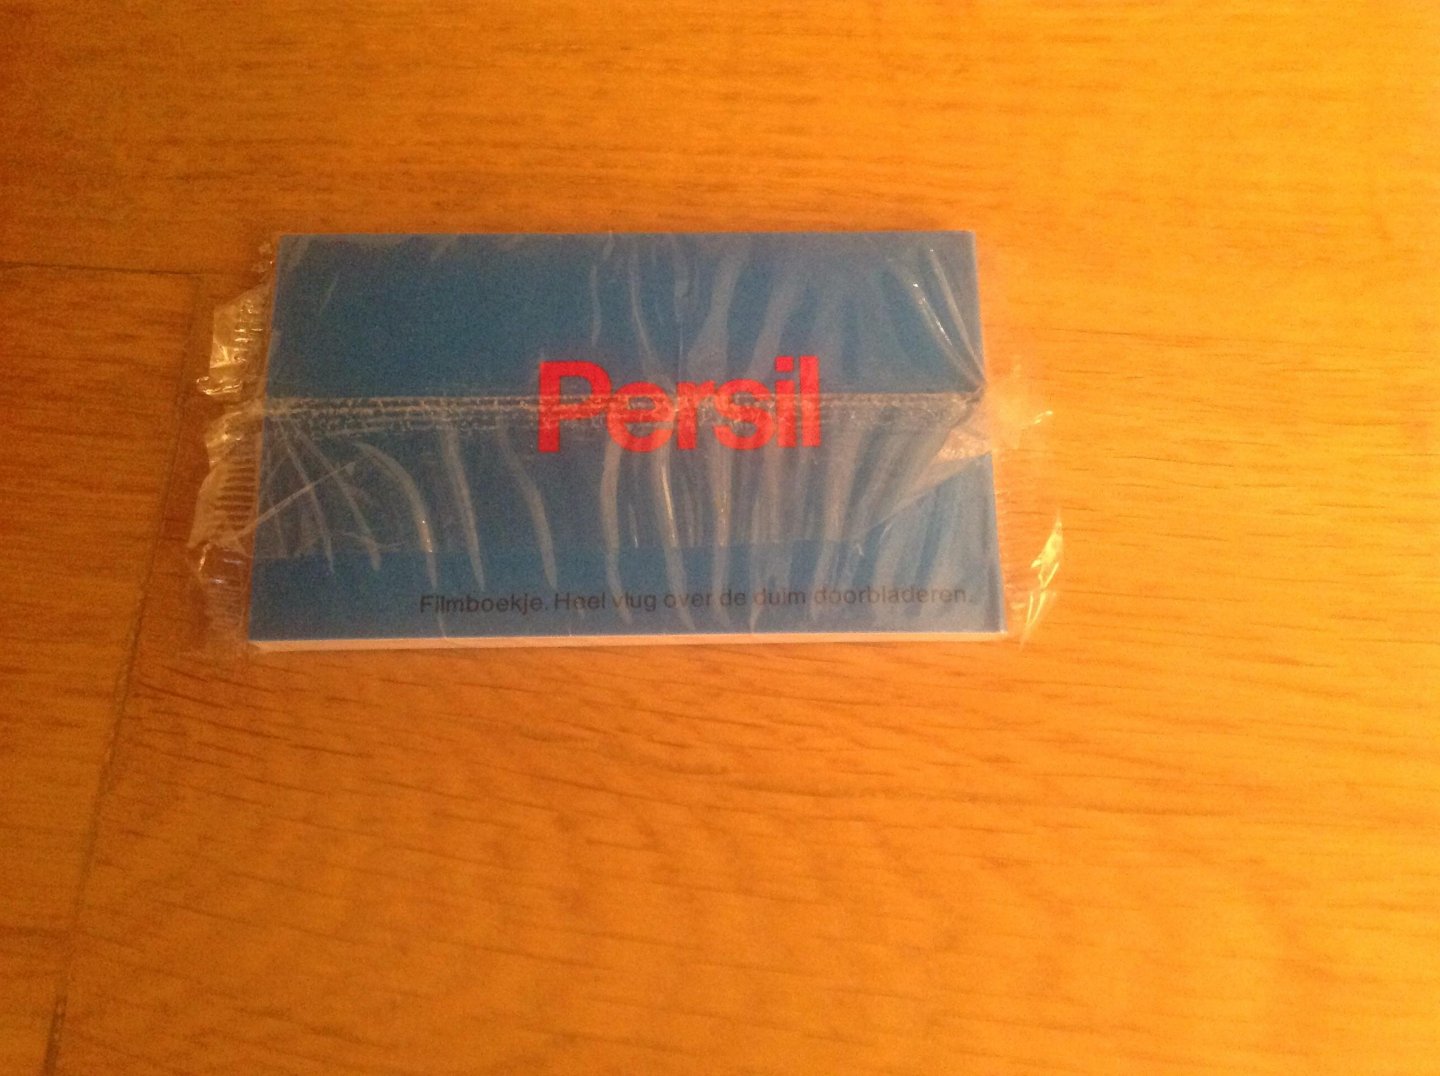 Persil
Filmboekje. Heel vlug over de duim doorbladeren.